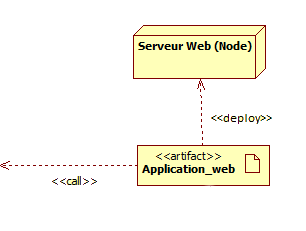 Serveur Web (Node)
<<deploy>>
<<artifact>>
Application_web
<<call>>